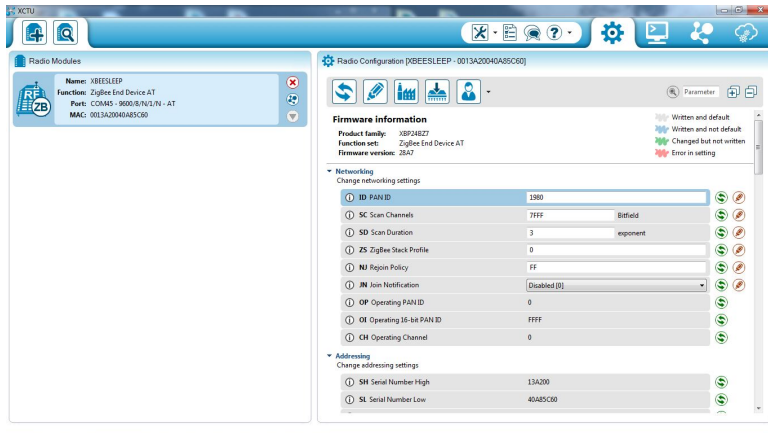 XCTU
Radio Modules
Name: XBEESLEEP
Function: ZigBee End Device AT
Port: COM45 - 9600/8/N/1/N - AT
MAC: 0013A20040A85C60
RF
ZB
Radio Configuration [XBEESLEEP - 0013A20040A85C60]
Parameter
Firmware information
Product family: XBP24BZ7
Function set: ZigBee End Device AT
Firmware version: 28A7
Written and default
Written and not default
Changed but not written
Error in setting
Networking
Change networking settings
ID PAN ID 1980
SC Scan Channels 7FFF Bitfield
SD Scan Duration 3 exponent
ZS ZigBee Stack Profile 0
NJ Rejoin Policy FF
JN Join Notification Disabled [0]
OP Operating PAN ID 0
OI Operating 16-bit PAN ID FFFF
CH Operating Channel 0
Addressing
Change addressing settings
SH Serial Number High 13A200
SL Serial Number Low 40A85C60